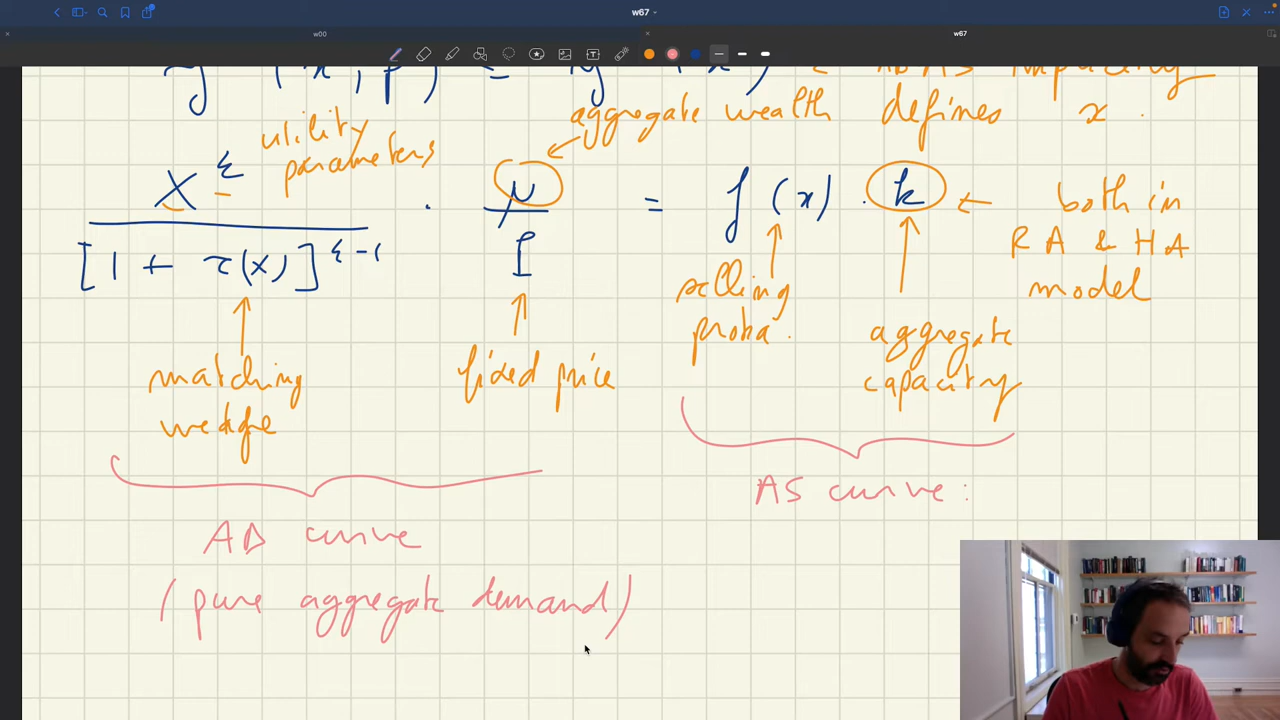 w67
w00
w67
aggregate wealth defines x.
utility
parameters
χ^ξ / [1 + τ(x)]^{ξ-1} · μ / P = f(x) · k ← both in
RA & HA
model
selling
proba.
aggregate
capacity
matching
wedge
fixed price
AS curve:
AD curve
(pure aggregate demand)